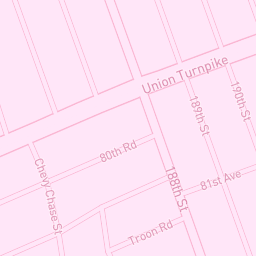 Union Turnpike
189th St
190th St
80th Rd
Chevy Chase St
188th St
81st Ave
Troon Rd